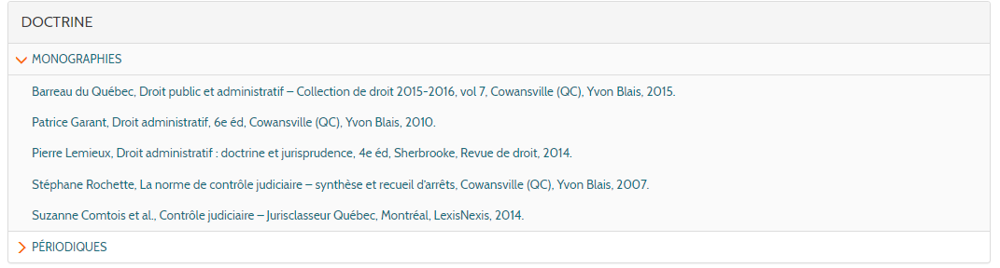 DOCTRINE
MONOGRAPHIES
Barreau du Québec, Droit public et administratif – Collection de droit 2015-2016, vol 7, Cowansville (QC), Yvon Blais, 2015.
Patrice Garant, Droit administratif, 6e éd, Cowansville (QC), Yvon Blais, 2010.
Pierre Lemieux, Droit administratif : doctrine et jurisprudence, 4e éd, Sherbrooke, Revue de droit, 2014.
Stéphane Rochette, La norme de contrôle judiciaire – synthèse et recueil d'arrêts, Cowansville (QC), Yvon Blais, 2007.
Suzanne Comtois et al., Contrôle judiciaire – Jurisclasseur Québec, Montréal, LexisNexis, 2014.
PÉRIODIQUES